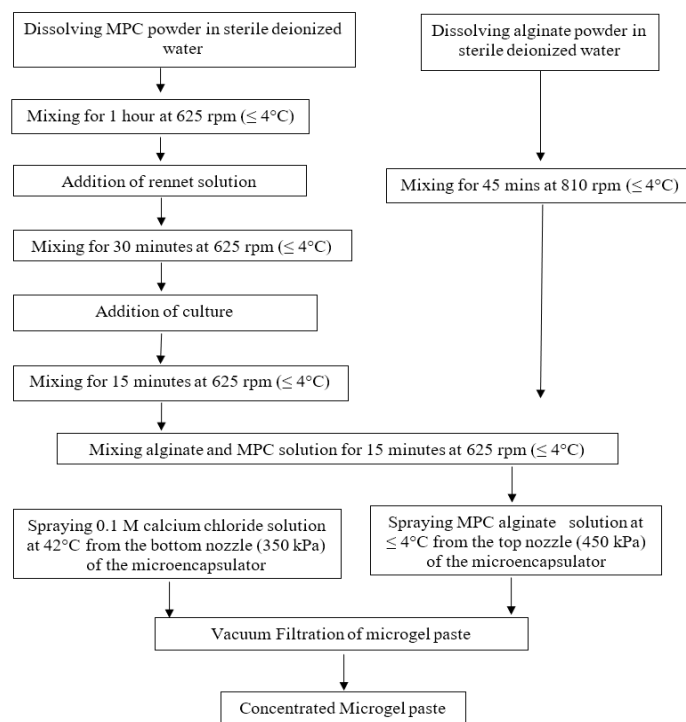 Dissolving MPC powder in sterile deionized
water
Dissolving alginate powder in
sterile deionized water
Mixing for 1 hour at 625 rpm (≤ 4°C)
Addition of rennet solution
Mixing for 45 mins at 810 rpm (≤ 4°C)
Mixing for 30 minutes at 625 rpm (≤ 4°C)
Addition of culture
Mixing for 15 minutes at 625 rpm (≤ 4°C)
Mixing alginate and MPC solution for 15 minutes at 625 rpm (≤ 4°C)
Spraying 0.1 M calcium chloride solution
at 42°C from the bottom nozzle (350 kPa)
of the microencapsulator
Spraying MPC alginate solution at
≤ 4°C from the top nozzle (450 kPa)
of the microencapsulator
Vacuum Filtration of microgel paste
Concentrated Microgel paste